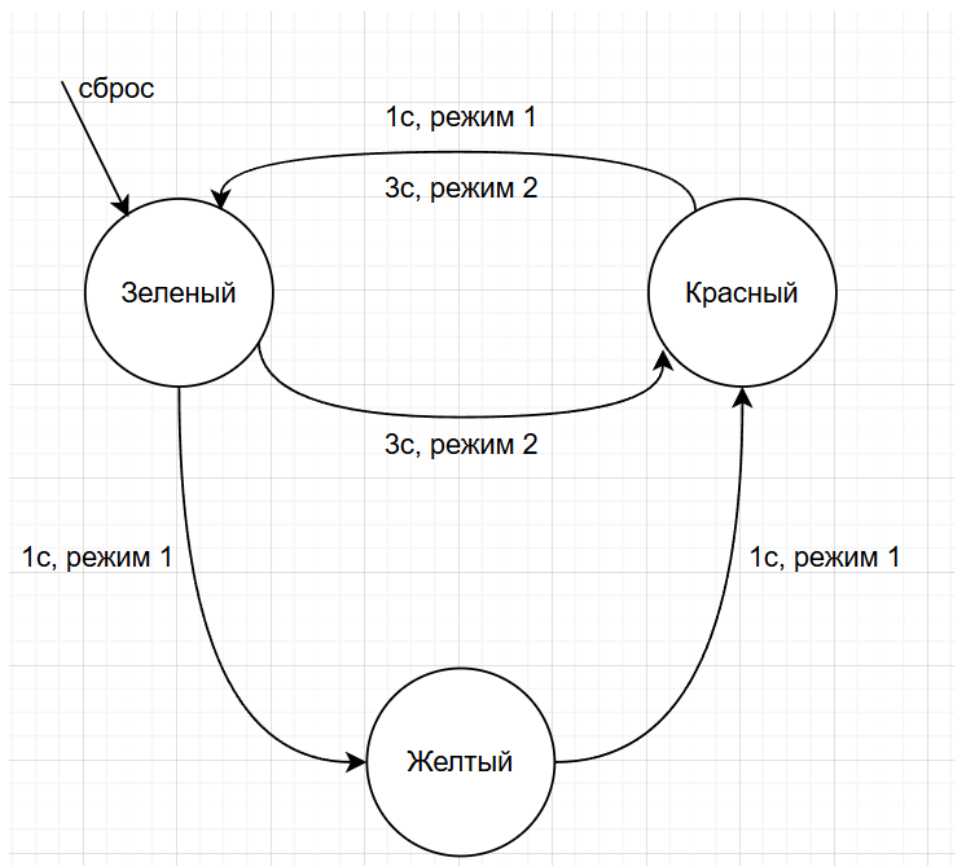 сброс
1с, режим 1
3с, режим 2
Зеленый
Красный
3с, режим 2
1с, режим 1
1с, режим 1
Желтый